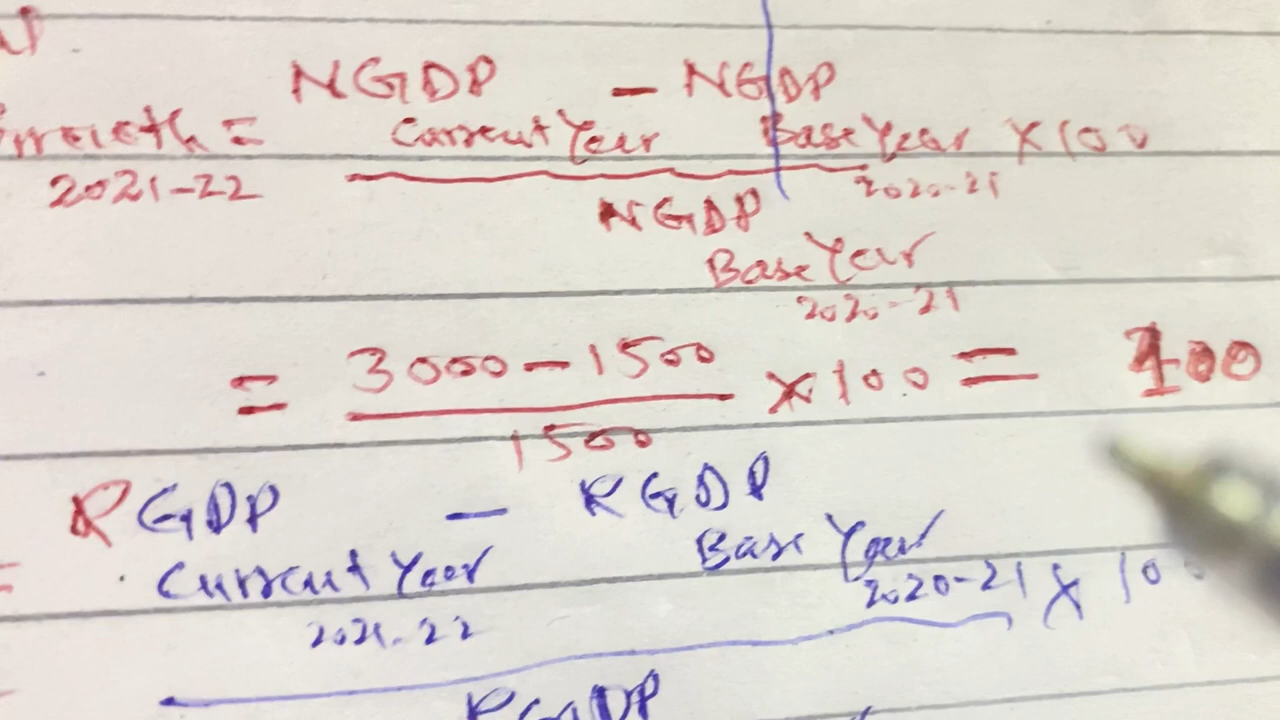 NGDP - NGDP
= Current Year Base Year × 100
2021-22 2020-21
NGDP
Base Year
2020-21
= 3000 - 1500 × 100 = 100
1500
RGDP - RGDP
= Current Year Base Year
2021-22 2020-21 × 100
RGDP